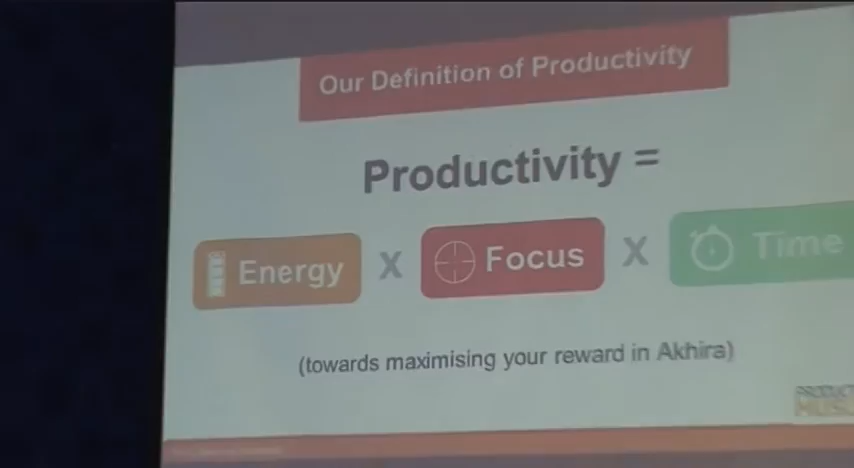 Our Definition of Productivity
Productivity =
Energy X Focus X Time
(towards maximising your reward in Akhira)